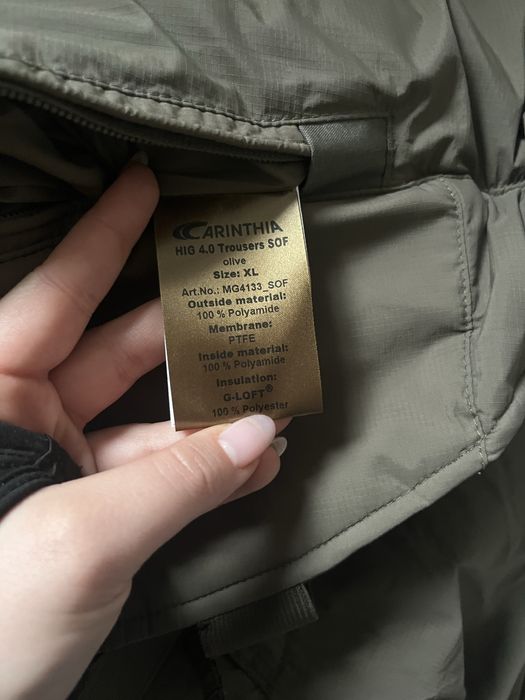 CARINTHIA
HIG 4.0 Trousers SOF
olive
Size: XL
Art.No.: MG4133_SOF
Outside material:
100 % Polyamide
Membrane:
PTFE
Inside material:
100 % Polyamide
Insulation:
G-LOFT®
100 % Polyester